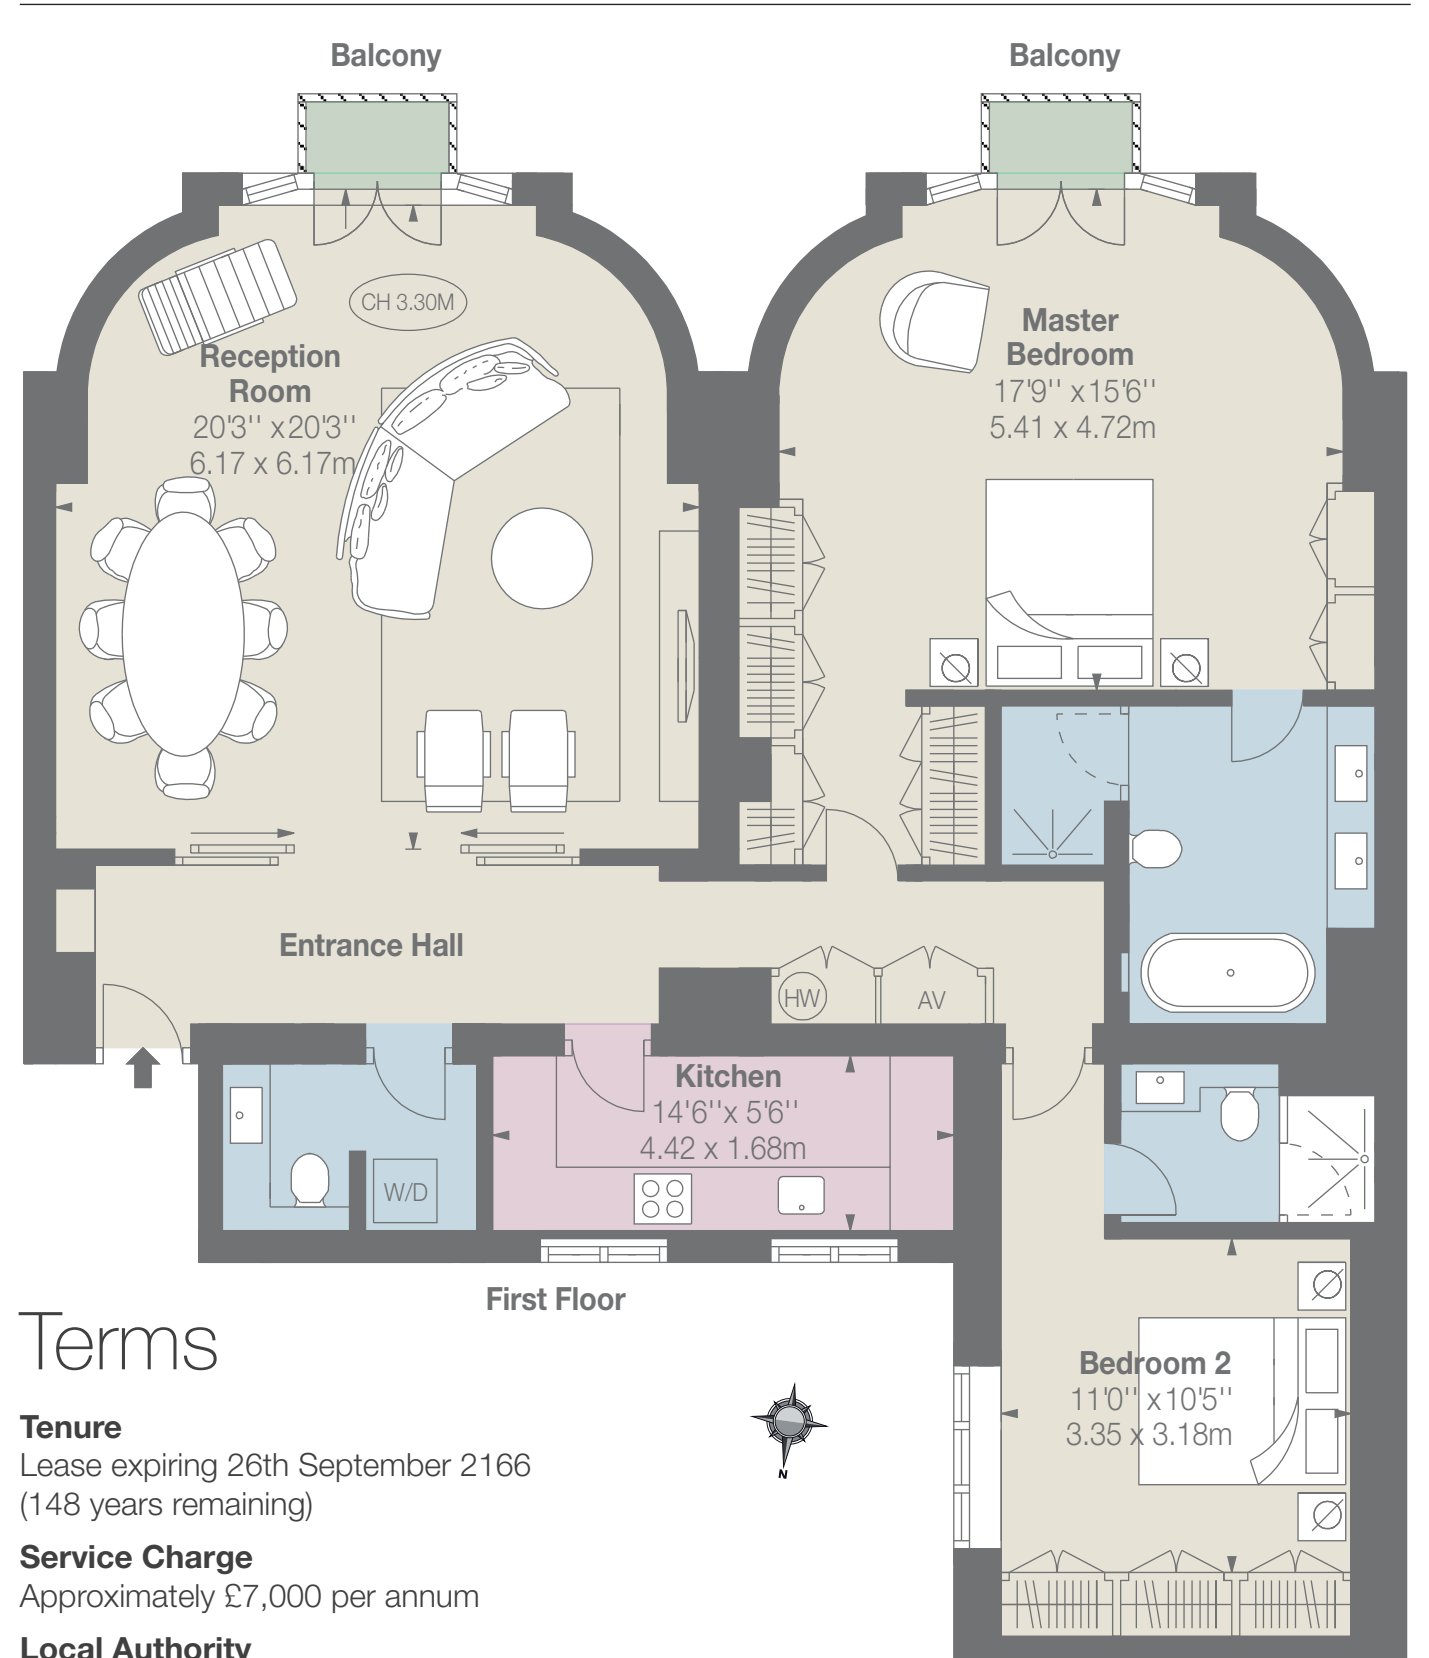 Balcony
Balcony
CH 3.30M
Reception
Room
20'3'' x20'3''
6.17 x 6.17m
Master
Bedroom
17'9'' x15'6''
5.41 x 4.72m
Entrance Hall
HW
AV
Kitchen
14'6''x 5'6''
4.42 x 1.68m
W/D
First Floor
Bedroom 2
11'0'' x10'5''
3.35 x 3.18m
N
Terms
Tenure
Lease expiring 26th September 2166
(148 years remaining)
Service Charge
Approximately £7,000 per annum
Local Authority